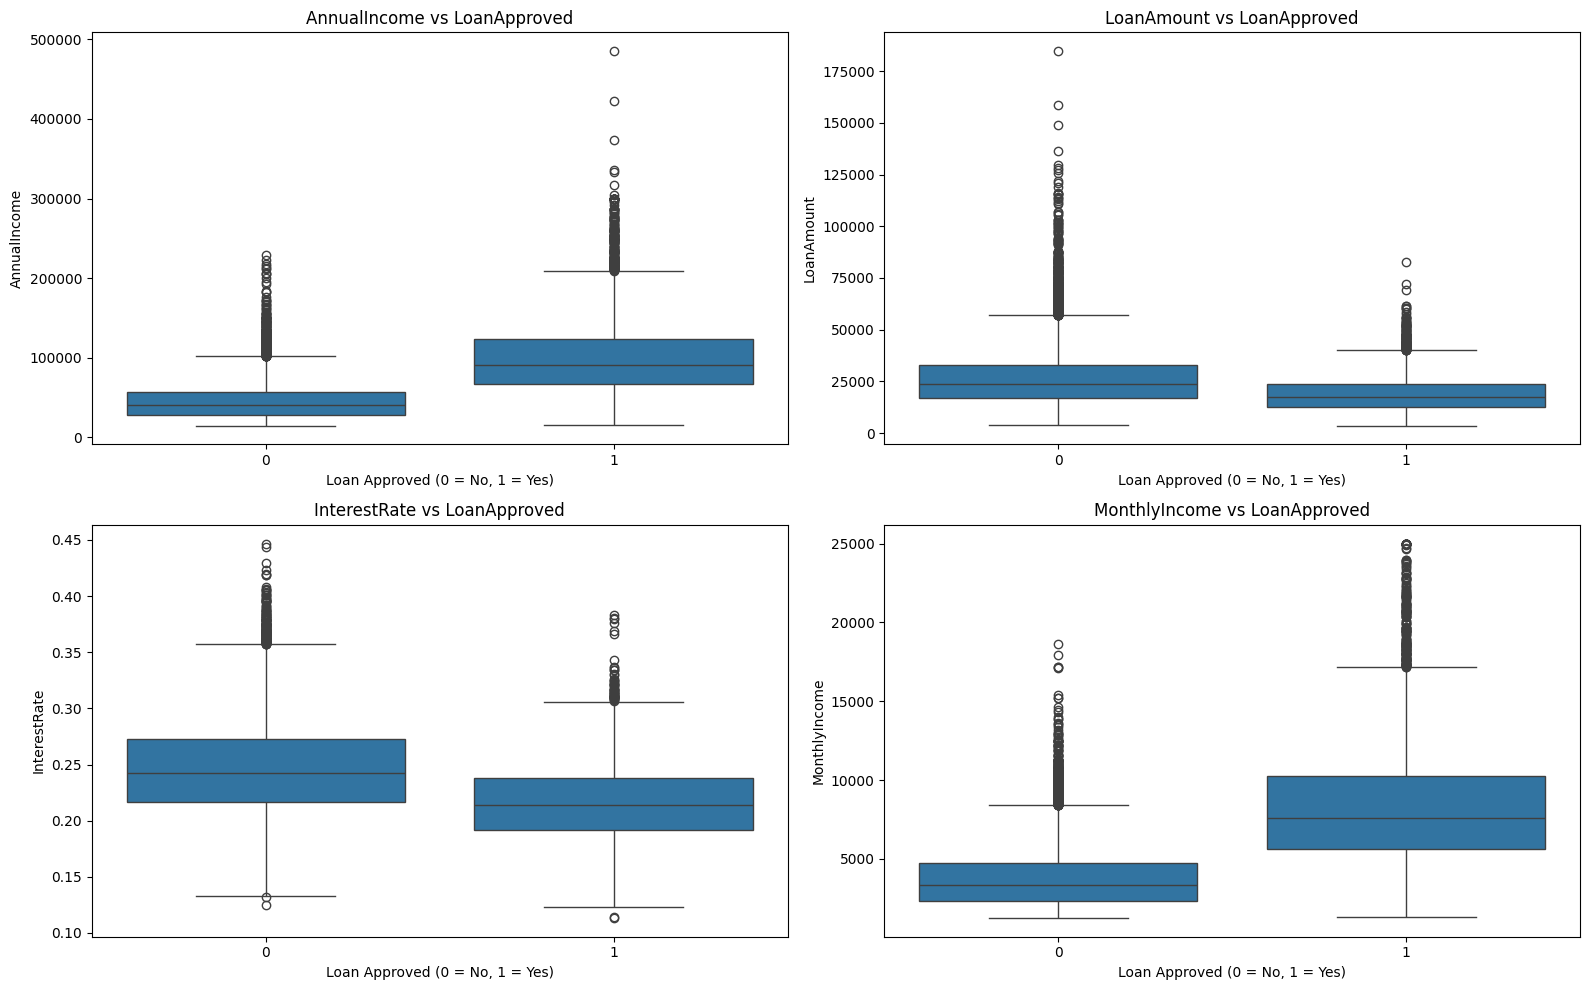 AnnualIncome vs LoanApproved
500000
400000
300000
200000
100000
0
AnnualIncome
0 1
Loan Approved (0 = No, 1 = Yes)
LoanAmount vs LoanApproved
175000
150000
125000
100000
75000
50000
25000
0
LoanAmount
0 1
Loan Approved (0 = No, 1 = Yes)
InterestRate vs LoanApproved
0.45
0.40
0.35
0.30
0.25
0.20
0.15
0.10
InterestRate
0 1
Loan Approved (0 = No, 1 = Yes)
MonthlyIncome vs LoanApproved
25000
20000
15000
10000
5000
MonthlyIncome
0 1
Loan Approved (0 = No, 1 = Yes)